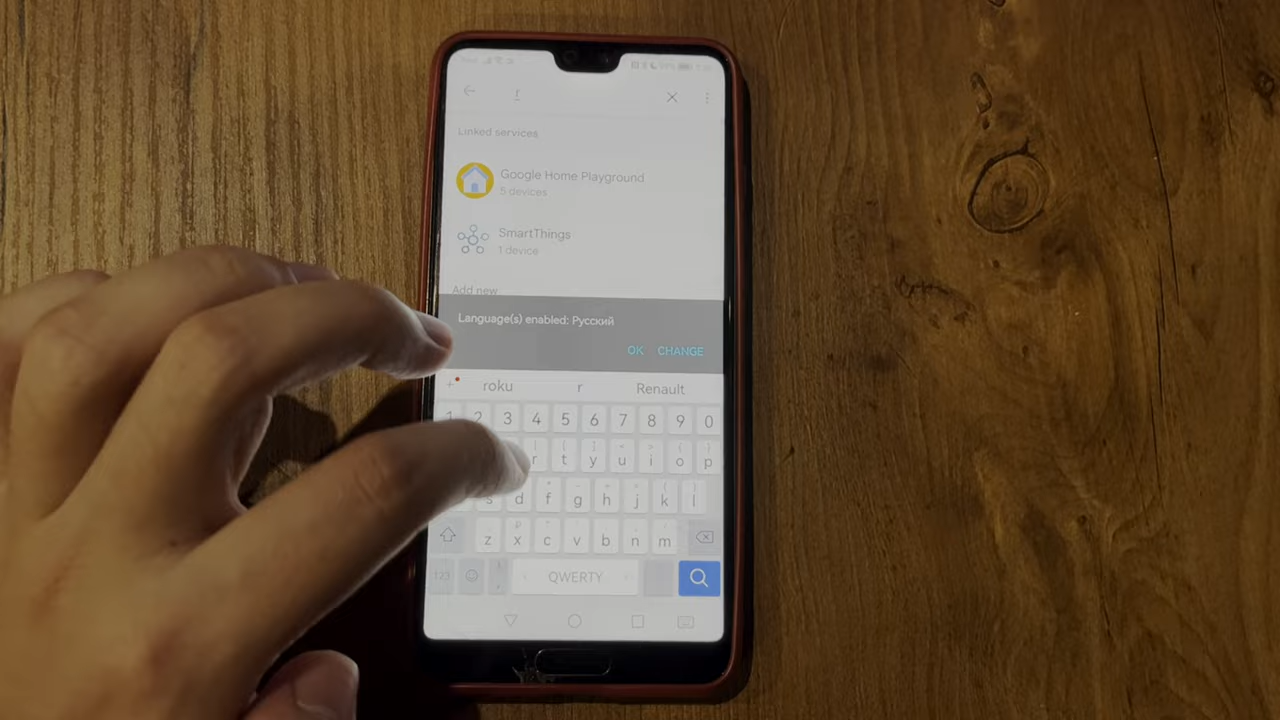 r
Linked services
Google Home Playground
5 devices
SmartThings
1 device
Add new
Language(s) enabled: Русский
OK CHANGE
roku r Renault
1 2 3 4 5 6 7 8 9 0
r t y u i o p
s d f g h j k l
z x c v b n m
123 QWERTY